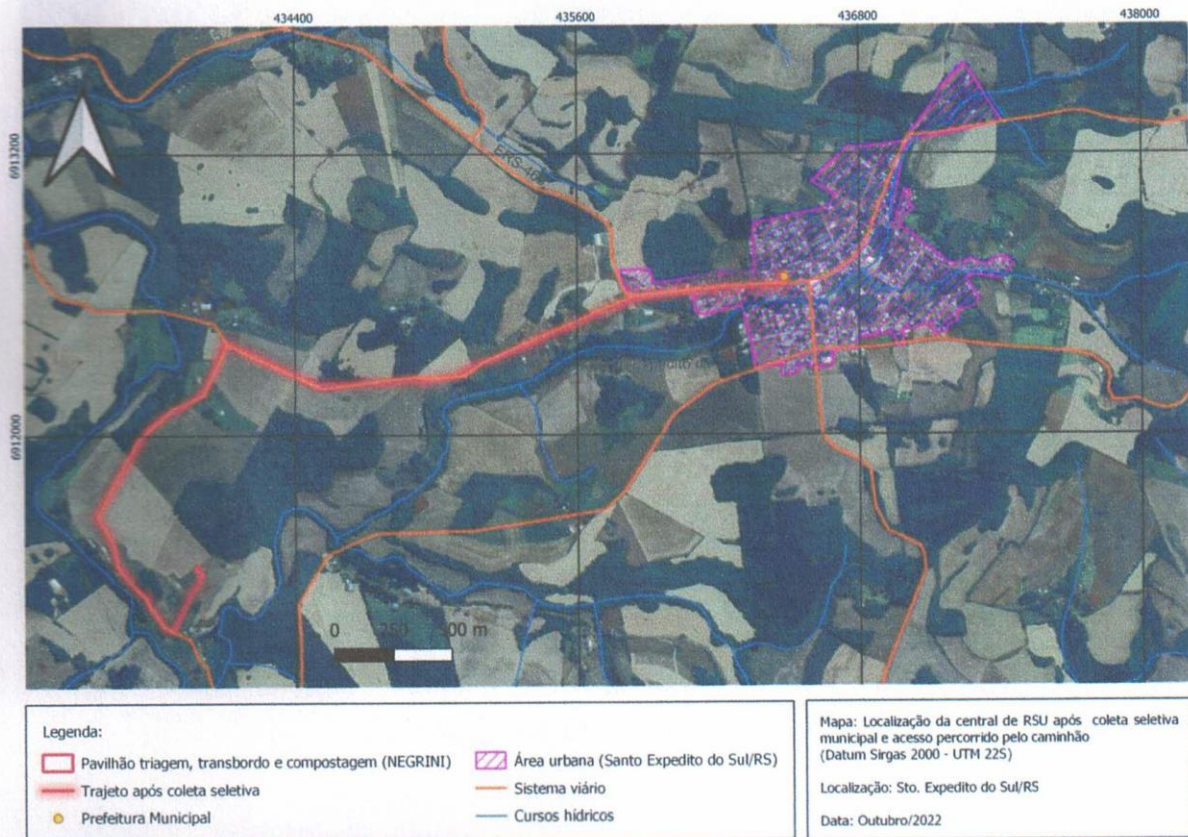 434400 435600 436800 438000
6913200
ERS-46
6912000
0 250 500 m
Legenda:
Pavilhão triagem, transbordo e compostagem (NEGRINI)
Trajeto após coleta seletiva
Prefeitura Municipal
Área urbana (Santo Expedito do Sul/RS)
Sistema viário
Cursos hídricos
Mapa: Localização da central de RSU após coleta seletiva
municipal e acesso percorrido pelo caminhão
(Datum Sirgas 2000 - UTM 22S)
Localização: Sto. Expedito do Sul/RS
Data: Outubro/2022